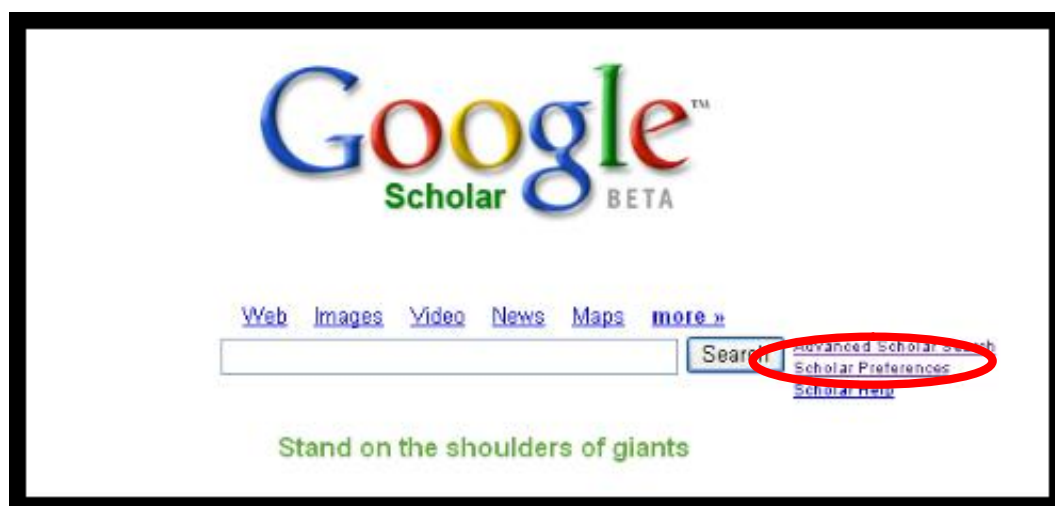 Google™
Scholar BETA
Web Images Video News Maps more »
Search
Advanced Scholar Search
Scholar Preferences
Scholar Help
Stand on the shoulders of giants